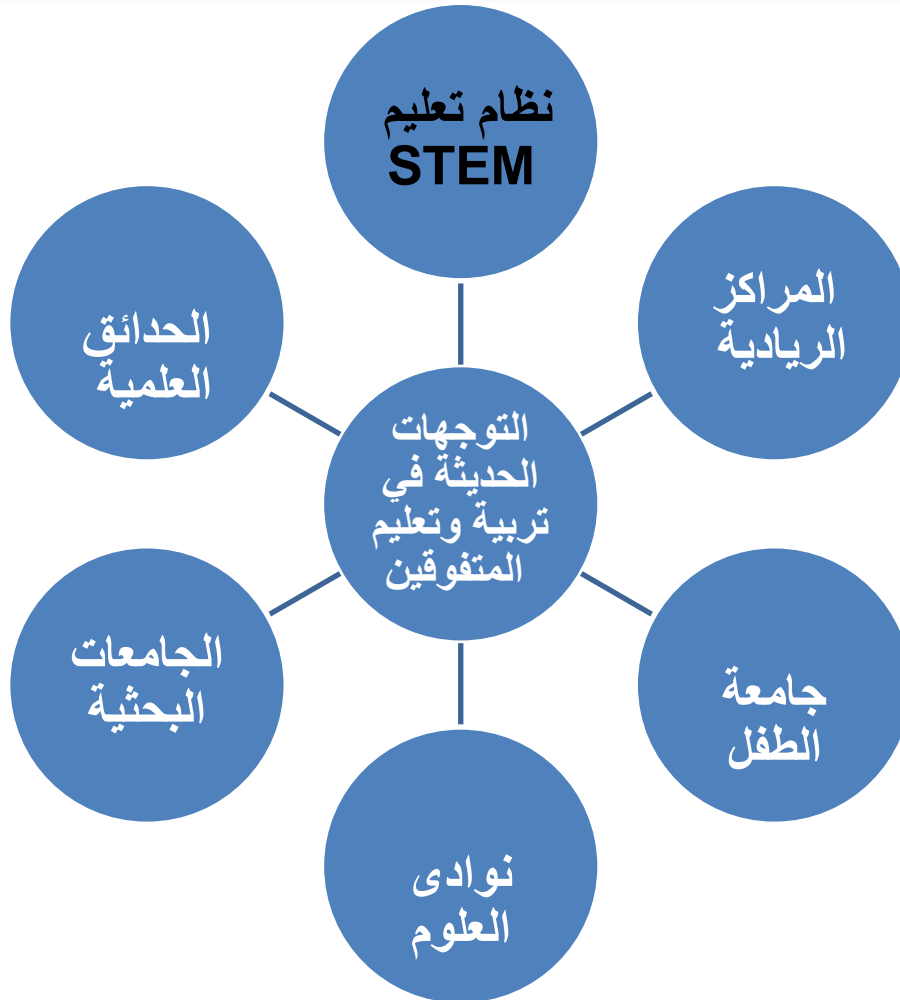 نظام تعليم
STEM
المراكز
الريادية
الحدائق
العلمية
التوجهات
الحديثة في
تربية وتعليم
المتفوقين
جامعة
الطفل
الجامعات
البحثية
نوادى
العلوم